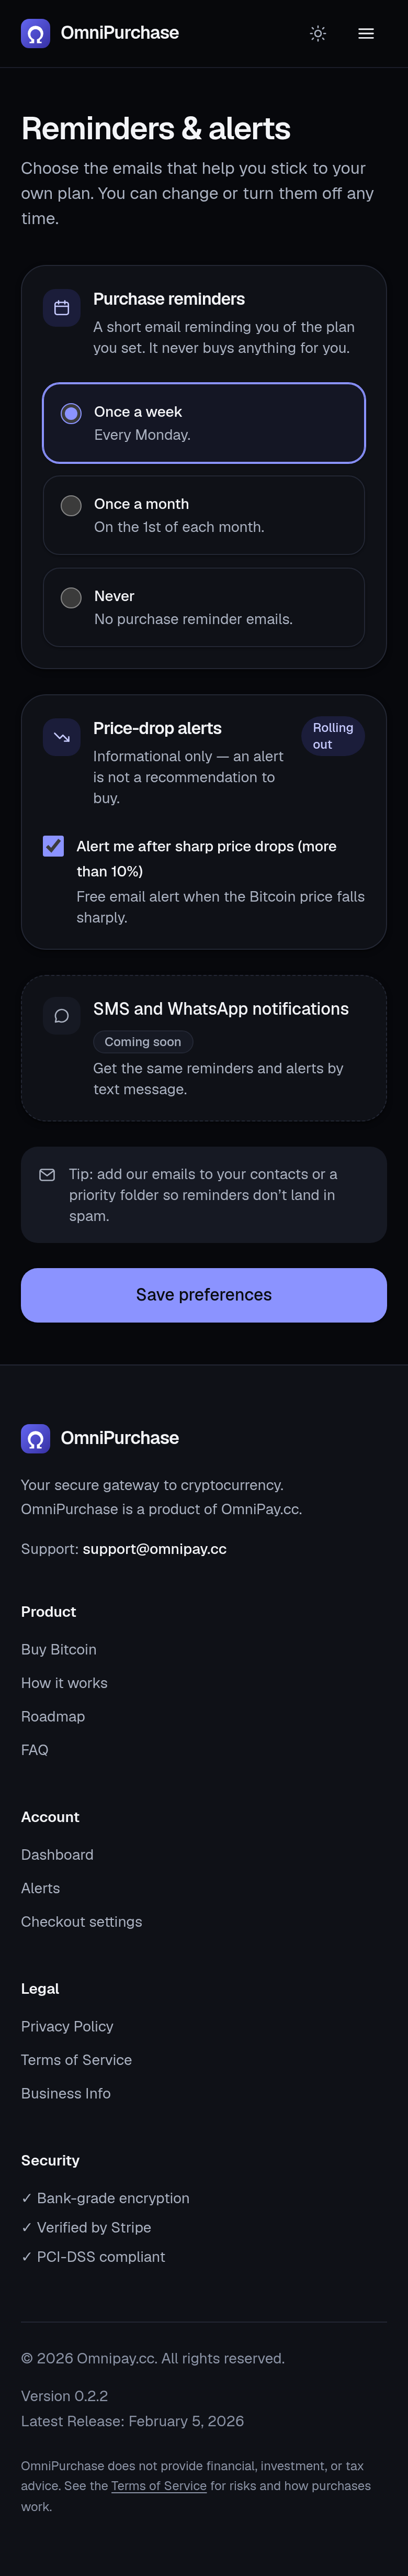 OmniPurchase
Reminders & alerts
Choose the emails that help you stick to your
own plan. You can change or turn them off any
time.
Purchase reminders
A short email reminding you of the plan
you set. It never buys anything for you.
Once a week
Every Monday.
Once a month
On the 1st of each month.
Never
No purchase reminder emails.
Price-drop alerts
Rolling
out
Informational only — an alert
is not a recommendation to
buy.
Alert me after sharp price drops (more
than 10%)
Free email alert when the Bitcoin price falls
sharply.
SMS and WhatsApp notifications
Coming soon
Get the same reminders and alerts by
text message.
Tip: add our emails to your contacts or a
priority folder so reminders don’t land in
spam.
Save preferences
OmniPurchase
Your secure gateway to cryptocurrency.
OmniPurchase is a product of OmniPay.cc.
Support: support@omnipay.cc
Product
Buy Bitcoin
How it works
Roadmap
FAQ
Account
Dashboard
Alerts
Checkout settings
Legal
Privacy Policy
Terms of Service
Business Info
Security
✓ Bank-grade encryption
✓ Verified by Stripe
✓ PCI-DSS compliant
© 2026 Omnipay.cc. All rights reserved.
Version 0.2.2
Latest Release: February 5, 2026
OmniPurchase does not provide financial, investment, or tax
advice. See the Terms of Service for risks and how purchases
work.